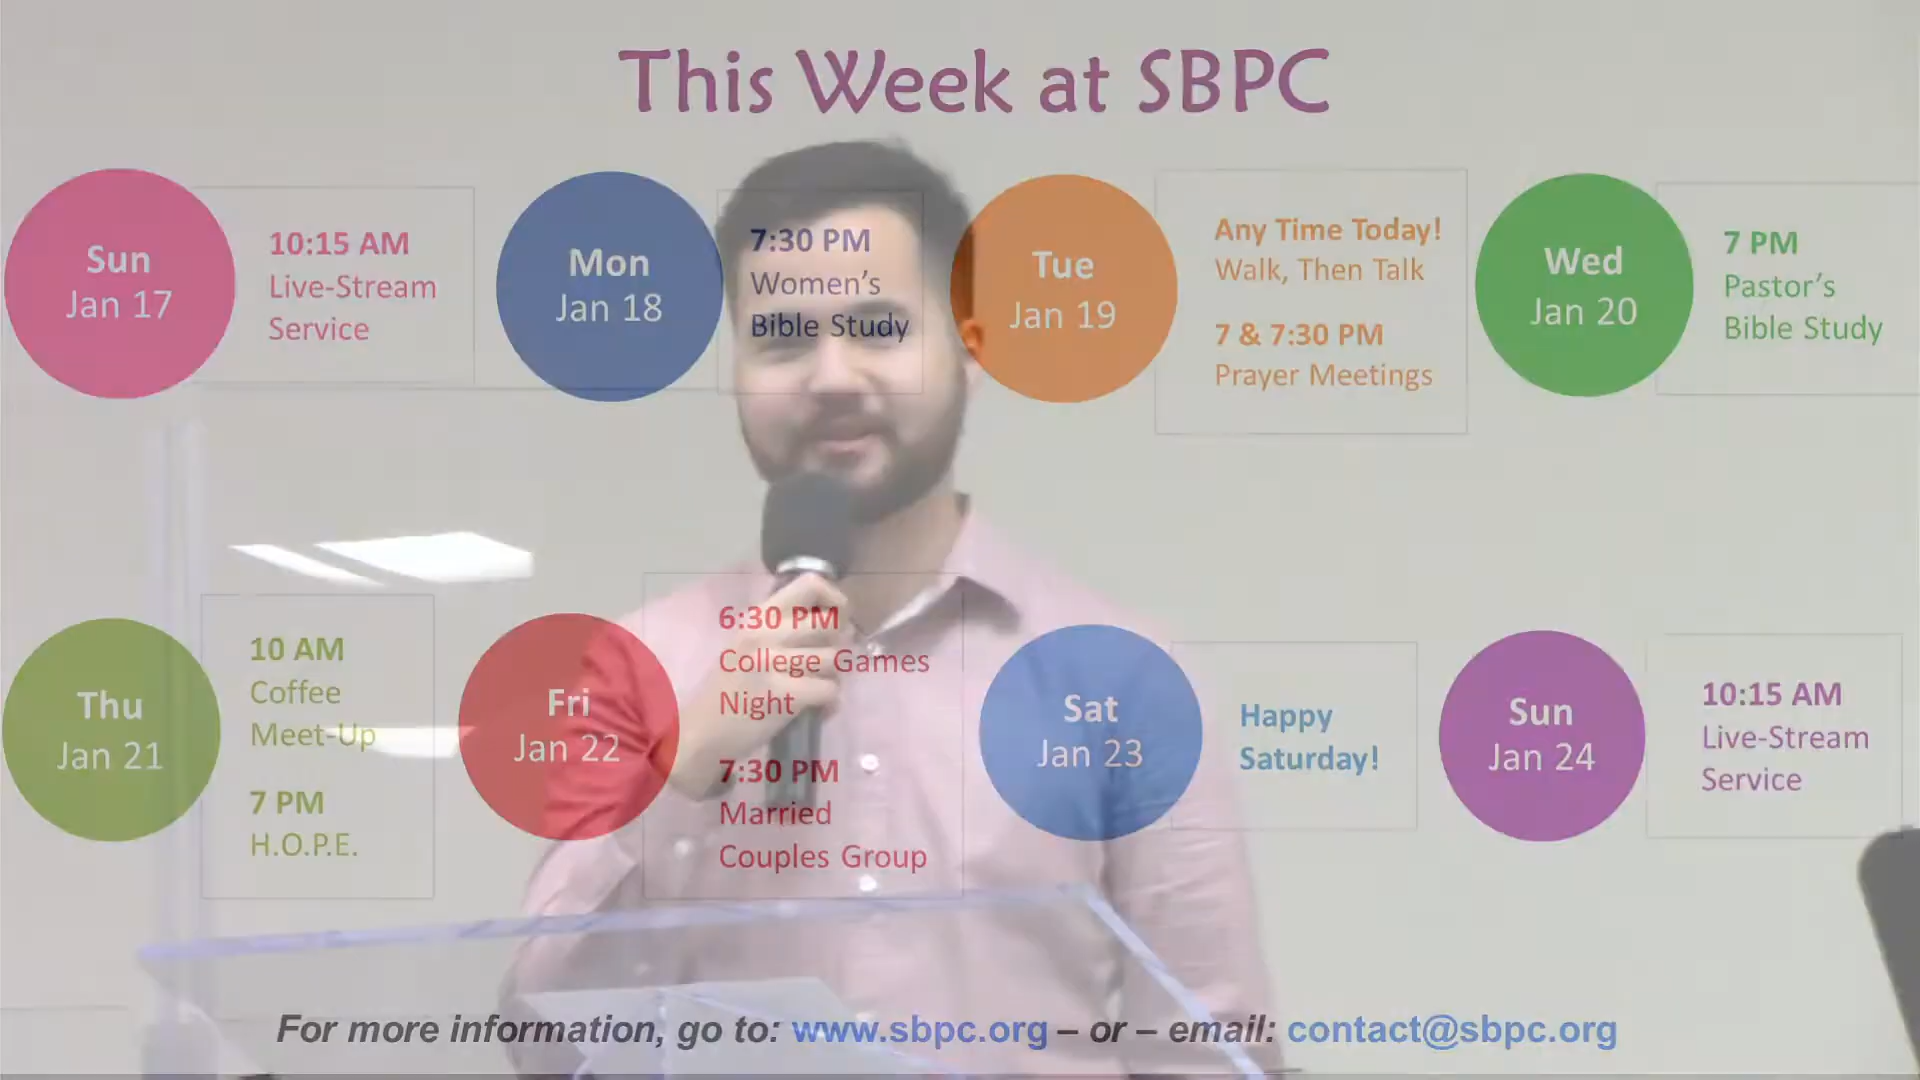 This Week at SBPC
Sun
Jan 17
10:15 AM
Live-Stream
Service
Mon
Jan 18
7:30 PM
Women's
Bible Study
Tue
Jan 19
Any Time Today!
Walk, Then Talk
7 & 7:30 PM
Prayer Meetings
Wed
Jan 20
7 PM
Pastor's
Bible Study
Thu
Jan 21
10 AM
Coffee
Meet-Up
7 PM
H.O.P.E.
Fri
Jan 22
6:30 PM
College Games
Night
7:30 PM
Married
Couples Group
Sat
Jan 23
Happy
Saturday!
Sun
Jan 24
10:15 AM
Live-Stream
Service
For more information, go to: www.sbpc.org – or – email: contact@sbpc.org